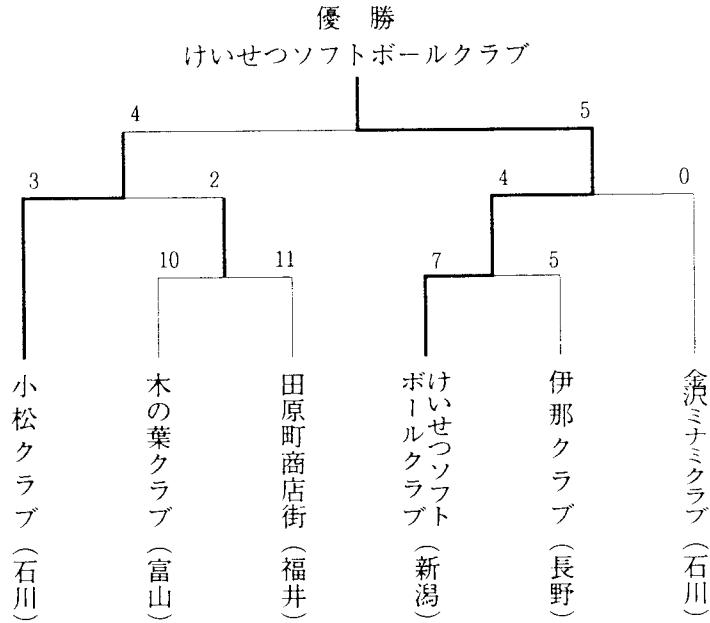 優勝
けいせつソフトボールクラブ
4
5
3
2
4
0
10
11
7
5
小松クラブ(石川)
木の葉クラブ(富山)
田原町商店街(福井)
けいせつソフト
ボールクラブ(新潟)
伊那クラブ(長野)
金沢ミナミクラブ(石川)